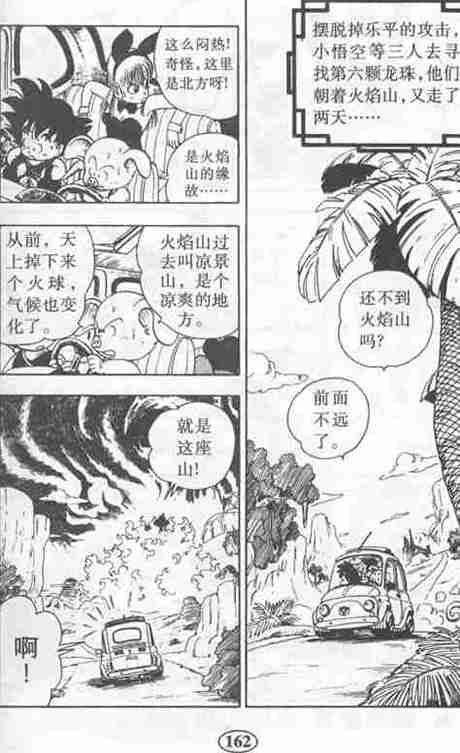 摆脱掉乐平的攻击，
小悟空等三人去寻
找第六颗龙珠，他们
朝着火焰山，又走了
两天……
还不到
火焰山
吗？
前面
不远
了。
这么闷热！
奇怪，这里
是北方呀！
是火焰
山的缘
故……
火焰山过
去叫凉景
山，是个
凉爽的地
方。
从前，天
上掉下来
个火球，
气候也变
化了。
就是
这座
山！
啊！
162